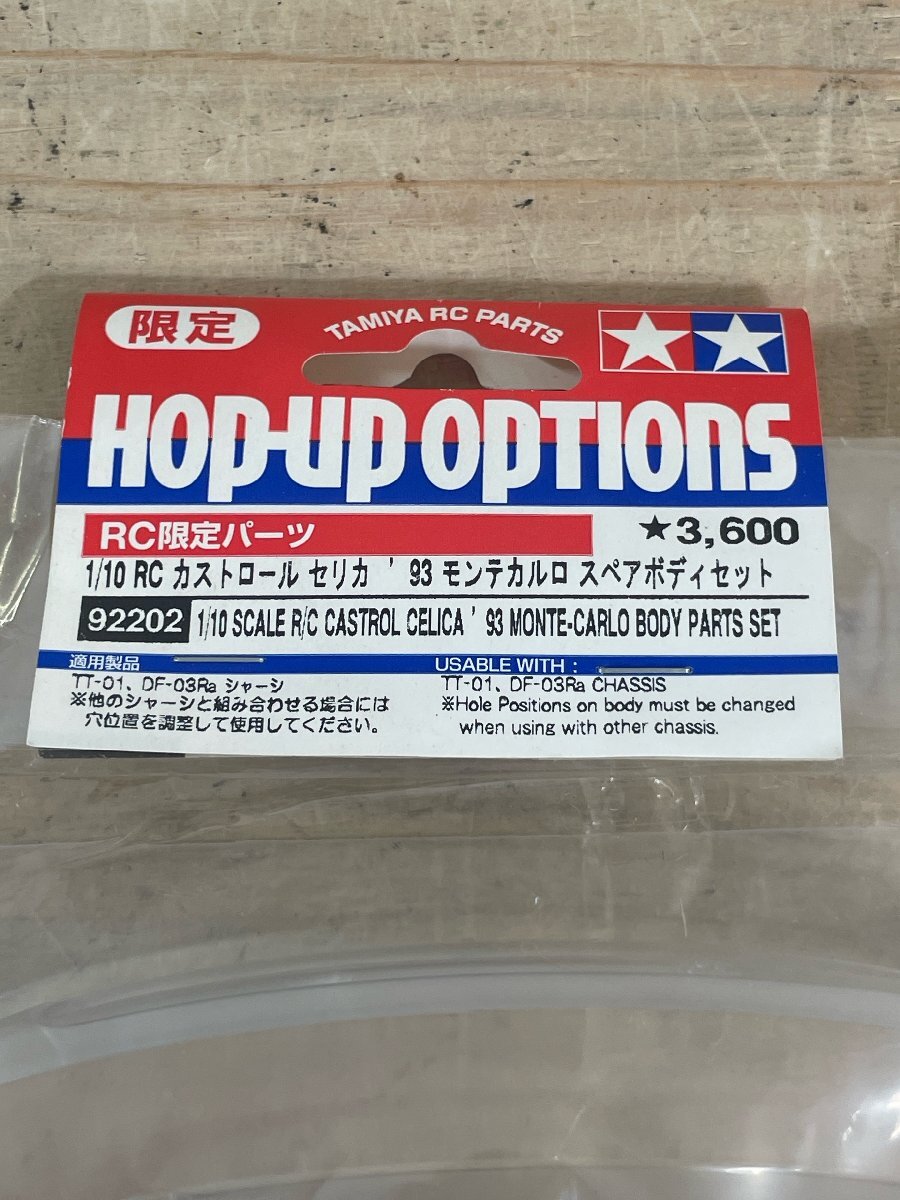 限定
TAMIYA RC PARTS
HOP-UP OPTIONS
RC限定パーツ
★3,600
1/10 RC カストロール セリカ ’93 モンテカルロ スペアボディセット
92202 1/10 SCALE R/C CASTROL CELICA ’93 MONTE-CARLO BODY PARTS SET
適用製品
TT-01、DF-03Ra シャーシ
※他のシャーシと組み合わせる場合には
穴位置を調整して使用してください。
USABLE WITH :
TT-01、DF-03Ra CHASSIS
※Hole Positions on body must be changed
when using with other chassis.